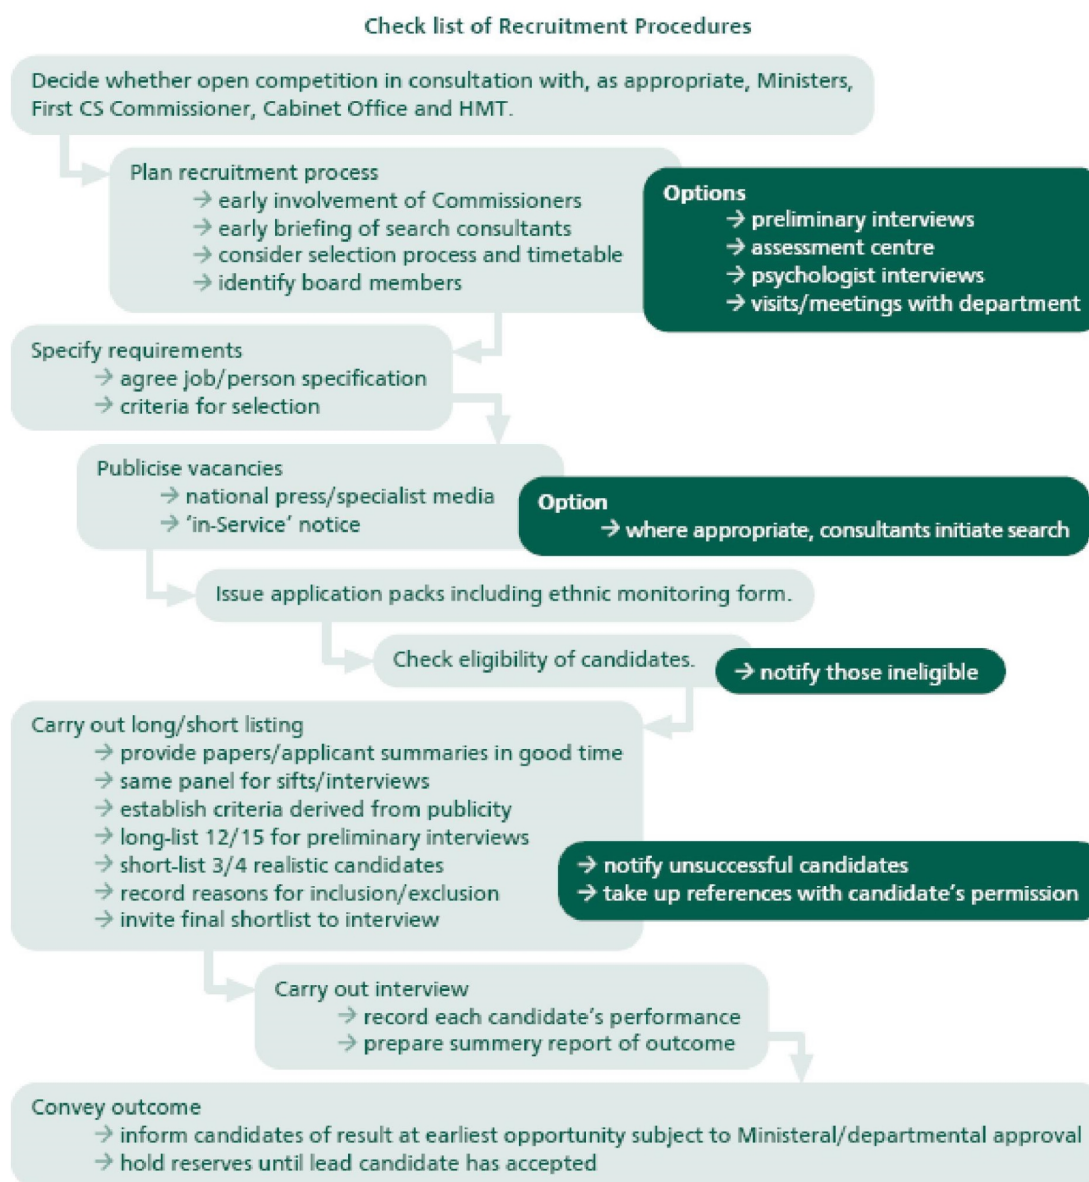 Check list of Recruitment Procedures
Decide whether open competition in consultation with, as appropriate, Ministers,
First CS Commissioner, Cabinet Office and HMT.
Plan recruitment process
→ early involvement of Commissioners
→ early briefing of search consultants
→ consider selection process and timetable
→ identify board members
Options
→ preliminary interviews
→ assessment centre
→ psychologist interviews
→ visits/meetings with department
Specify requirements
→ agree job/person specification
→ criteria for selection
Publicise vacancies
→ national press/specialist media
→ ‘in-Service’ notice
Option
→ where appropriate, consultants initiate search
Issue application packs including ethnic monitoring form.
Check eligibility of candidates.
→ notify those ineligible
Carry out long/short listing
→ provide papers/applicant summaries in good time
→ same panel for sifts/interviews
→ establish criteria derived from publicity
→ long-list 12/15 for preliminary interviews
→ short-list 3/4 realistic candidates
→ record reasons for inclusion/exclusion
→ invite final shortlist to interview
→ notify unsuccessful candidates
→ take up references with candidate’s permission
Carry out interview
→ record each candidate’s performance
→ prepare summery report of outcome
Convey outcome
→ inform candidates of result at earliest opportunity subject to Ministeral/departmental approval
→ hold reserves until lead candidate has accepted